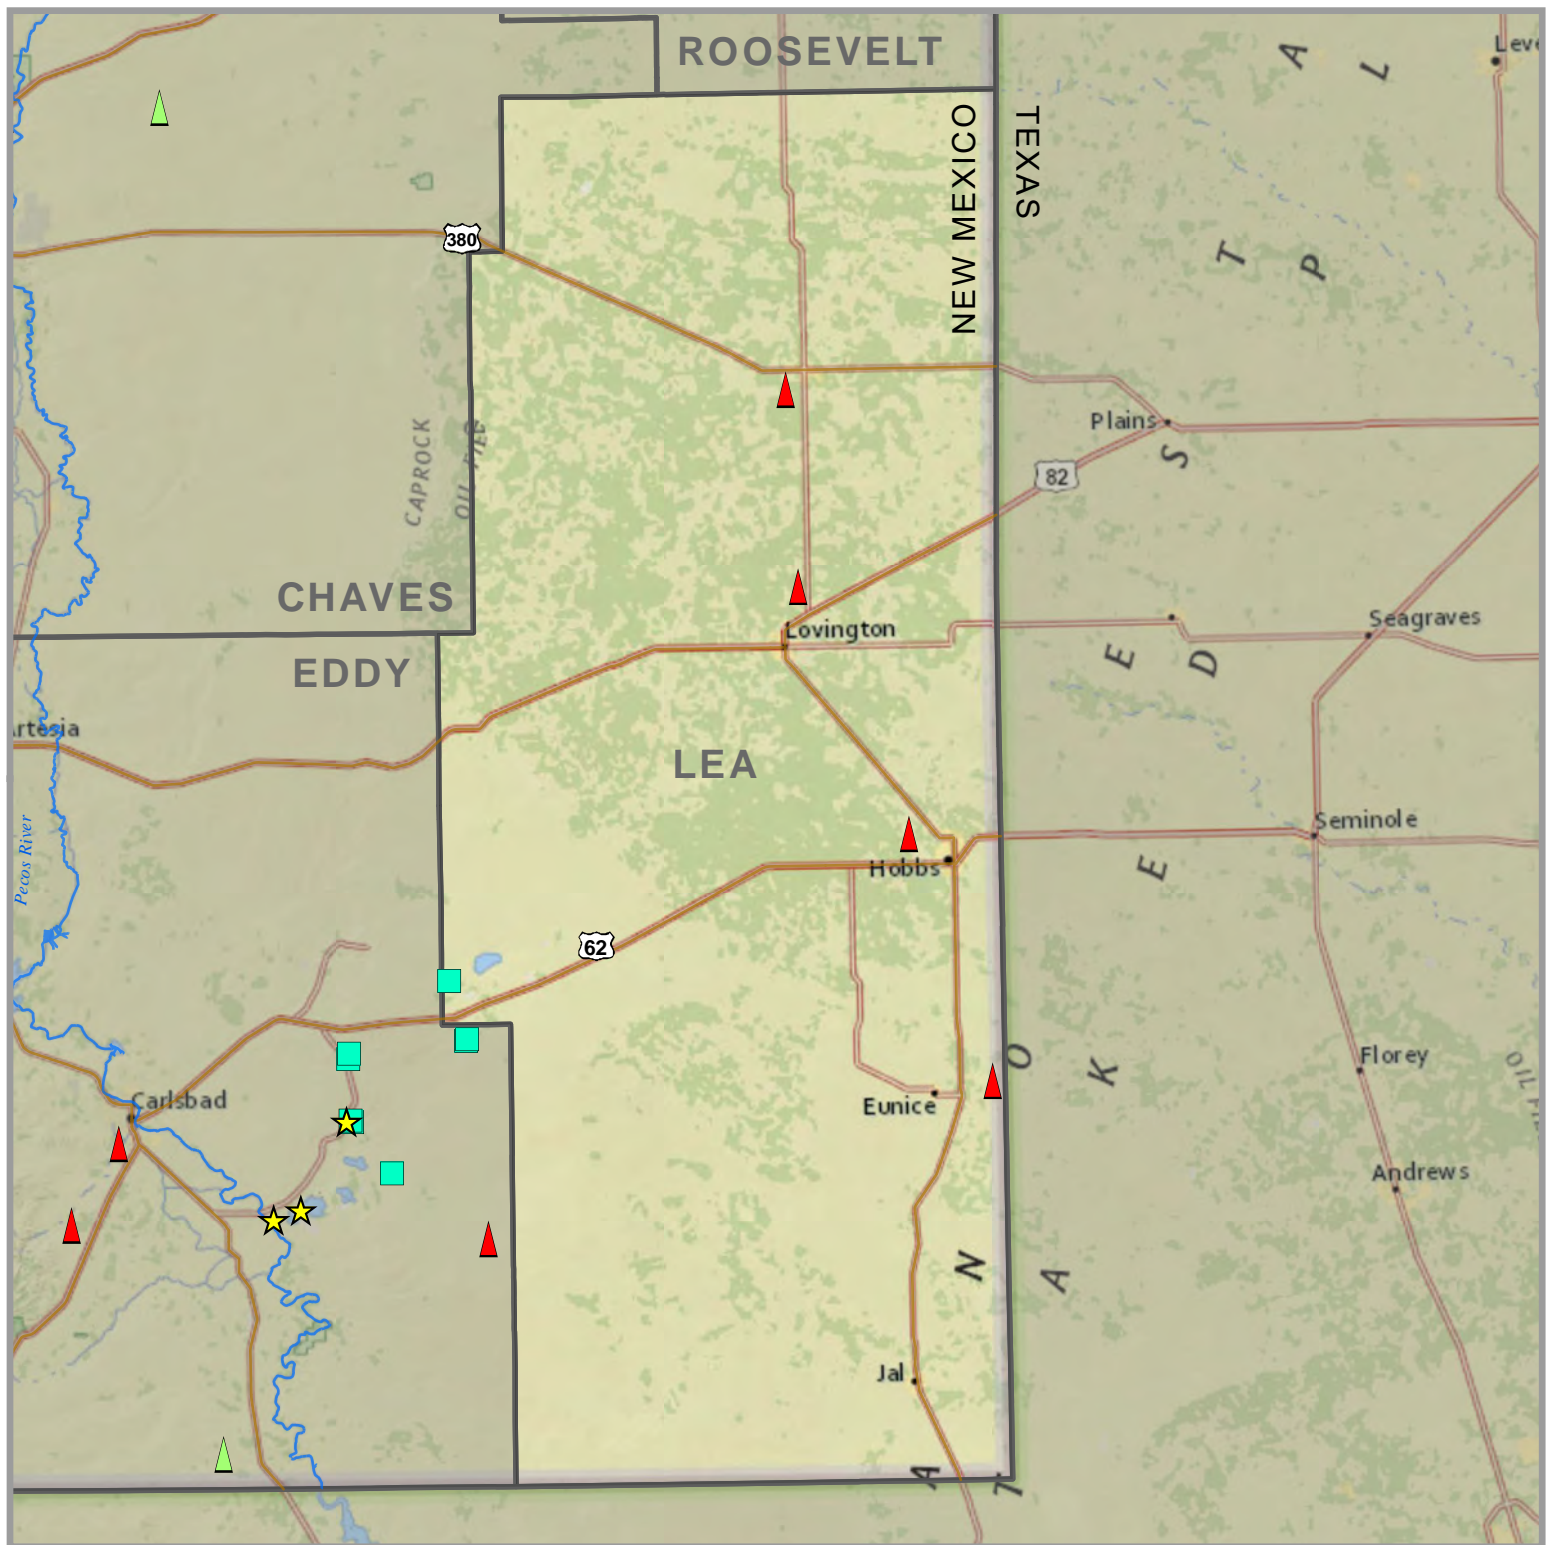 ROOSEVELT
A
L
NEW MEXICO
TEXAS
380
T
P
CAPROCK
Plains
82
S
CHAVES
Lovington
Seagraves
EDDY
E
D
LEA
Pecos River
Seminole
Hobbs
E
62
O
K
Florey
Carlsbad
Eunice
Andrews
N
A
Jal
A